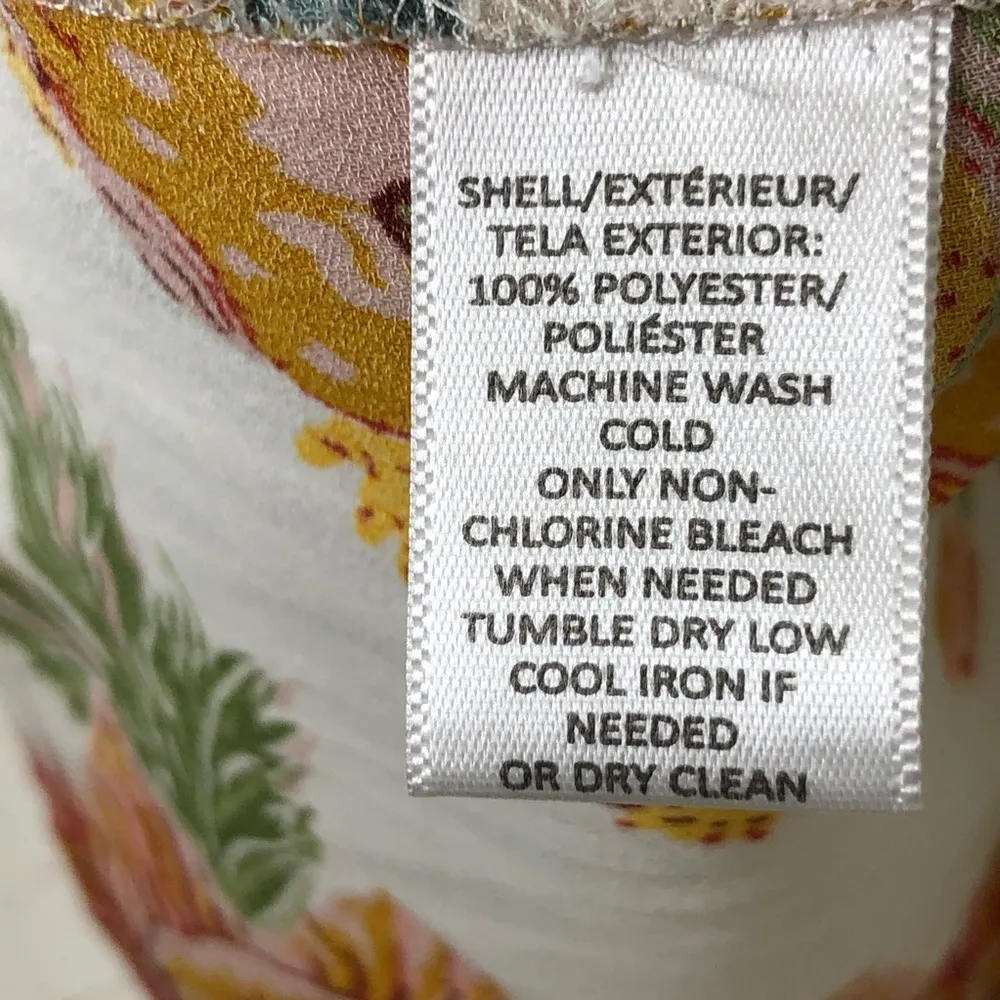 SHELL/EXTÉRIEUR/
TELA EXTERIOR:
100% POLYESTER/
POLIÉSTER
MACHINE WASH
COLD
ONLY NON-
CHLORINE BLEACH
WHEN NEEDED
TUMBLE DRY LOW
COOL IRON IF
NEEDED
OR DRY CLEAN